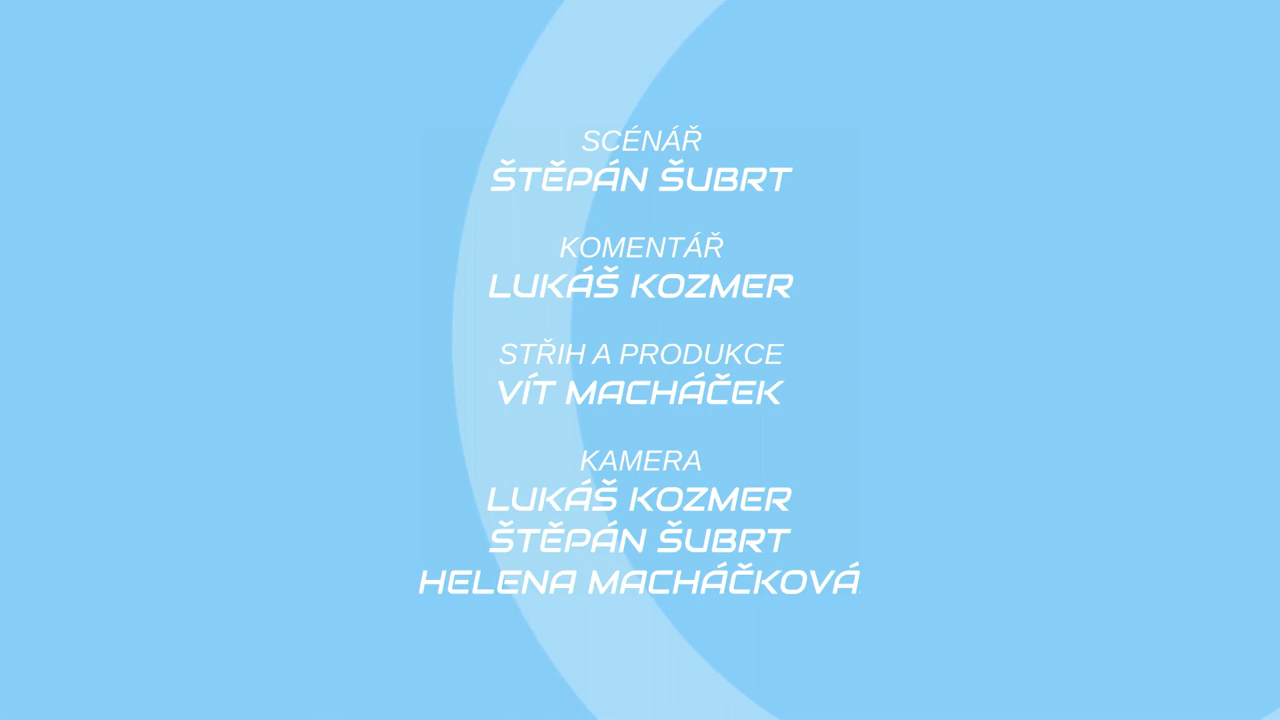 SCÉNÁŘ
ŠTĚPÁN ŠUBRT
KOMENTÁŘ
LUKÁŠ KOZMER
STŘIH A PRODUKCE
VÍT MACHÁČEK
KAMERA
LUKÁŠ KOZMER
ŠTĚPÁN ŠUBRT
HELENA MACHÁČKOVÁ